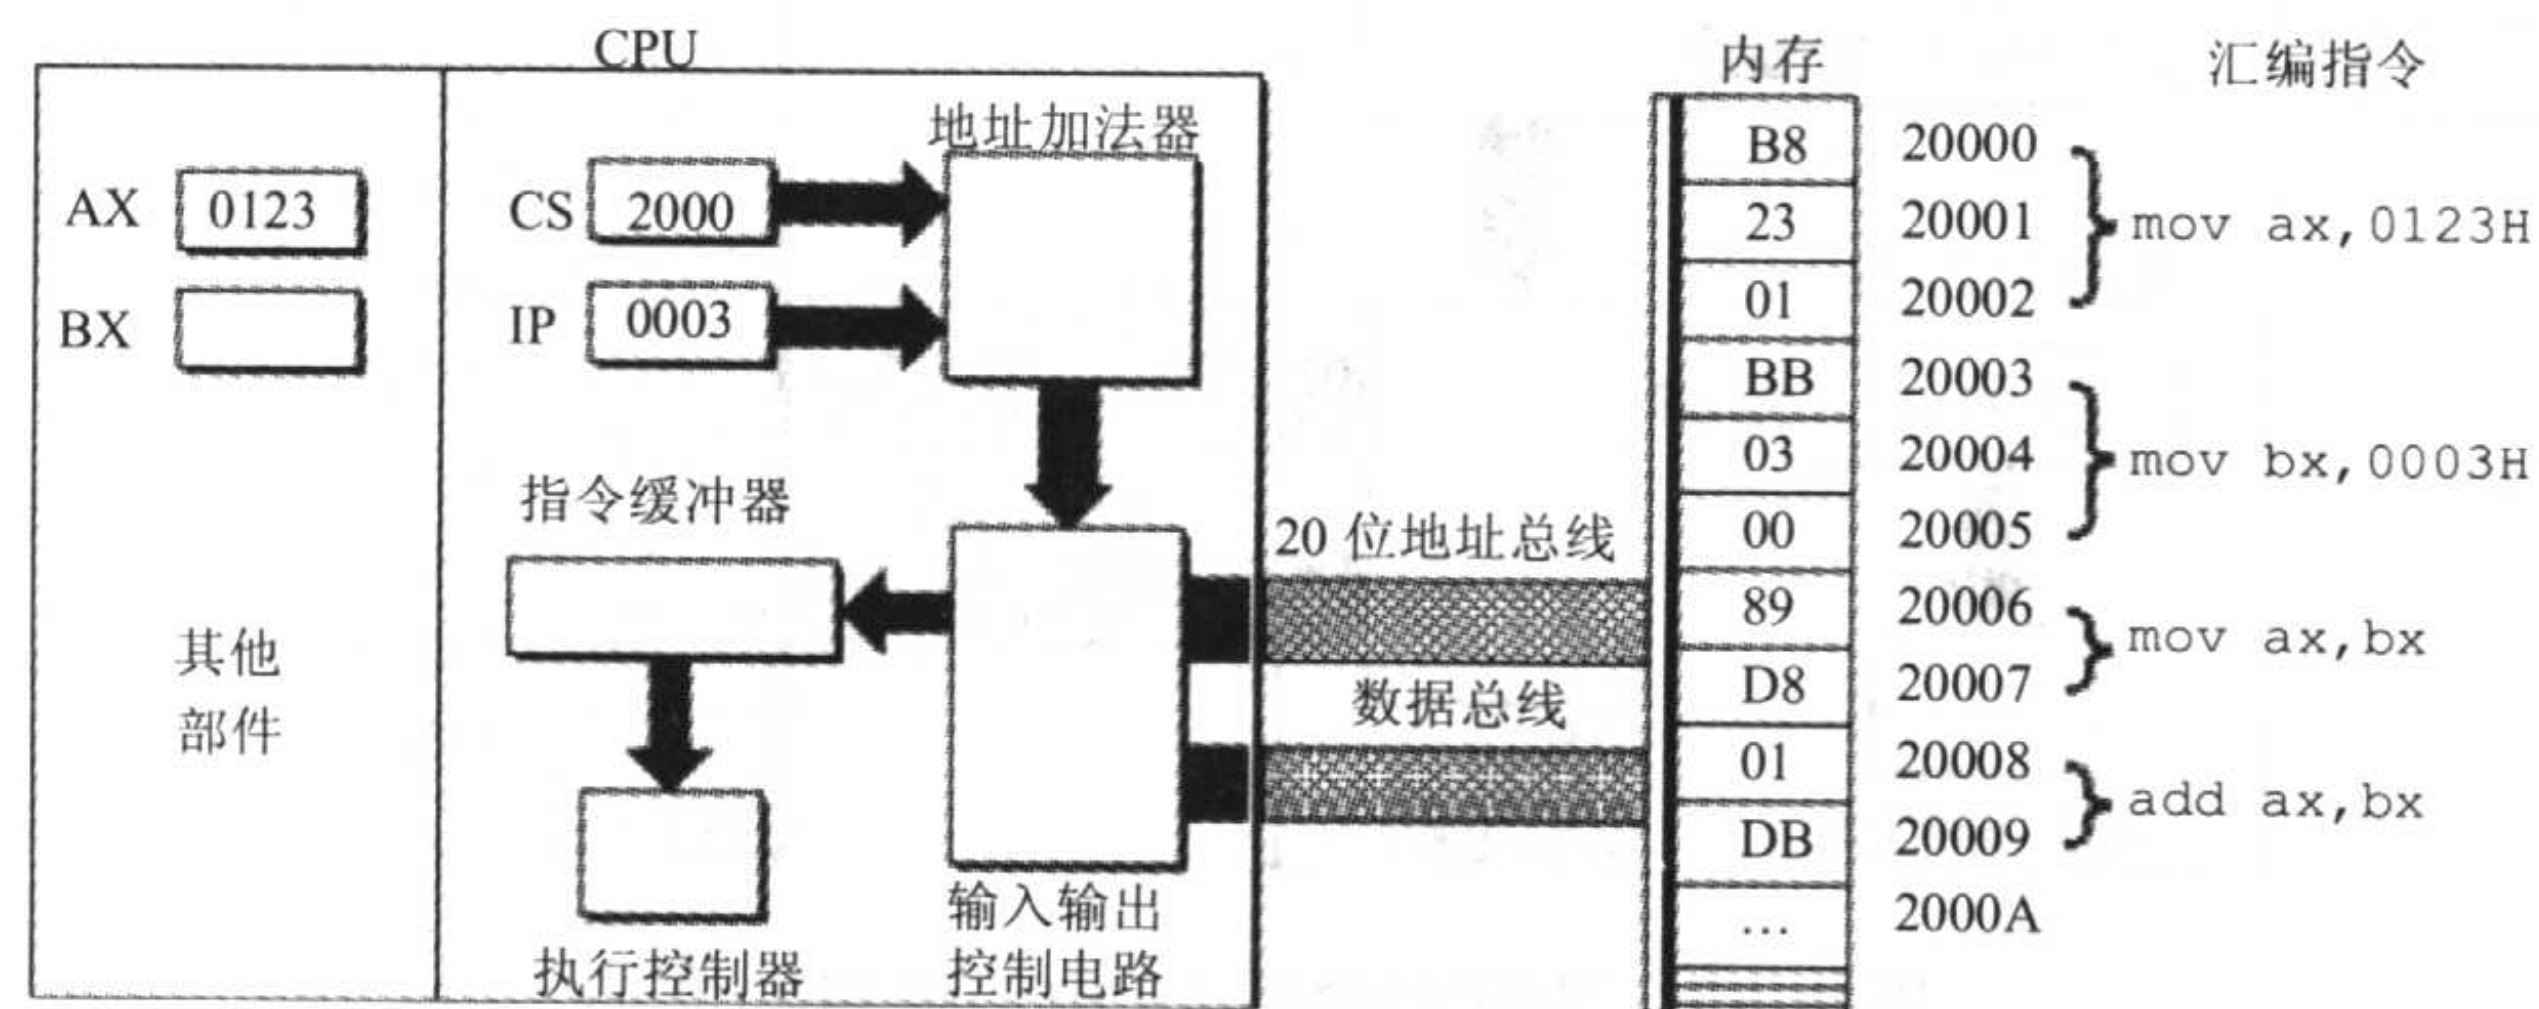 CPU
内存
汇编指令
地址加法器
AX
0123
BX
CS
2000
IP
0003
指令缓冲器
其他
部件
执行控制器
输入输出
控制电路
20 位地址总线
数据总线
B8 20000
23 20001
01 20002
BB 20003
03 20004
00 20005
89 20006
D8 20007
01 20008
DB 20009
… 2000A
mov ax,0123H
mov bx,0003H
mov ax,bx
add ax,bx